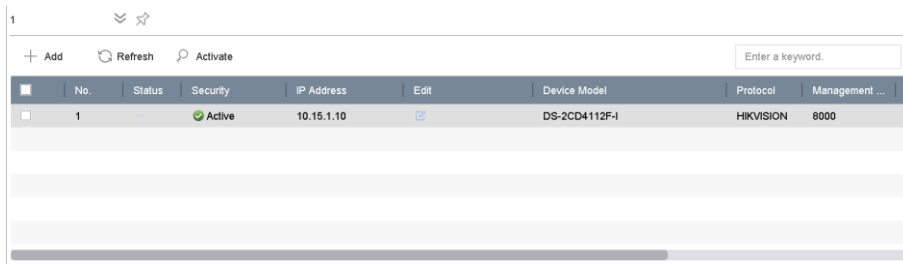 1
Add Refresh Activate Enter a keyword.
No. Status Security IP Address Edit Device Model Protocol Management ...
1 -- Active 10.15.1.10 DS-2CD4112F-I HIKVISION 8000